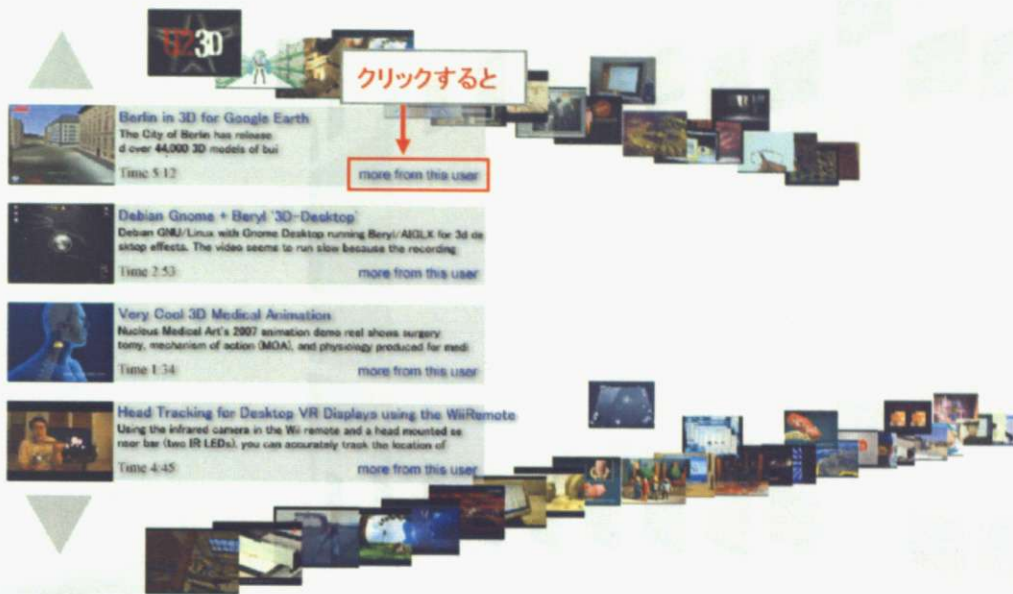 U2 3D
クリックすると
Berlin in 3D for Google Earth
The City of Berlin has release
d over 44,000 3D models of bui
Time 5:12
more from this user
Debian Gnome + Beryl '3D-Desktop'
Debian GNU/Linux with Gnome Desktop running Beryl/AIGLX for 3d de
sktop effects. The video seems to run slow because the recording
Time 2:53
more from this user
Very Cool 3D Medical Animation
Nucleus Medical Art's 2007 animation demo reel shows surgery
tomy, mechanism of action (MOA), and physiology produced for medi
Time 1:34
more from this user
Head Tracking for Desktop VR Displays using the WiiRemote
Using the infrared camera in the Wii remote and a head mounted se
nsor bar (two IR LEDs), you can accurately track the location of
Time 4:45
more from this user